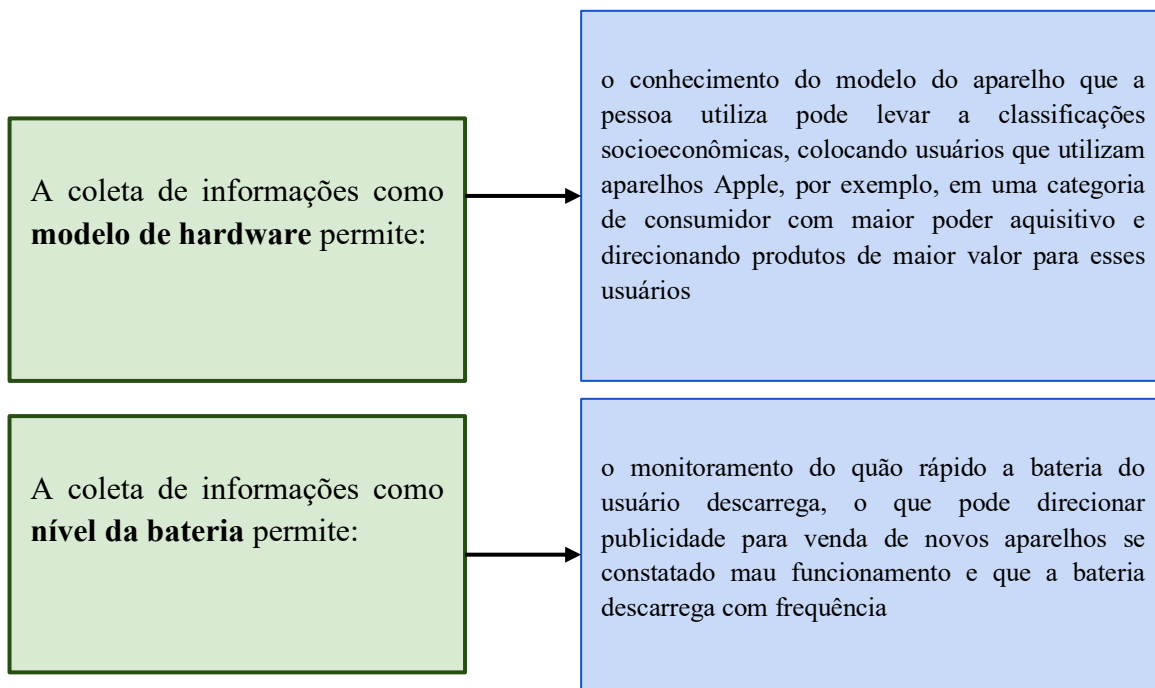 A coleta de informações como
modelo de hardware permite:
o conhecimento do modelo do aparelho que a
pessoa utiliza pode levar a classificações
socioeconômicas, colocando usuários que utilizam
aparelhos Apple, por exemplo, em uma categoria
de consumidor com maior poder aquisitivo e
direcionando produtos de maior valor para esses
usuários
A coleta de informações como
nível da bateria permite:
o monitoramento do quão rápido a bateria do
usuário descarrega, o que pode direcionar
publicidade para venda de novos aparelhos se
constatado mau funcionamento e que a bateria
descarrega com frequência